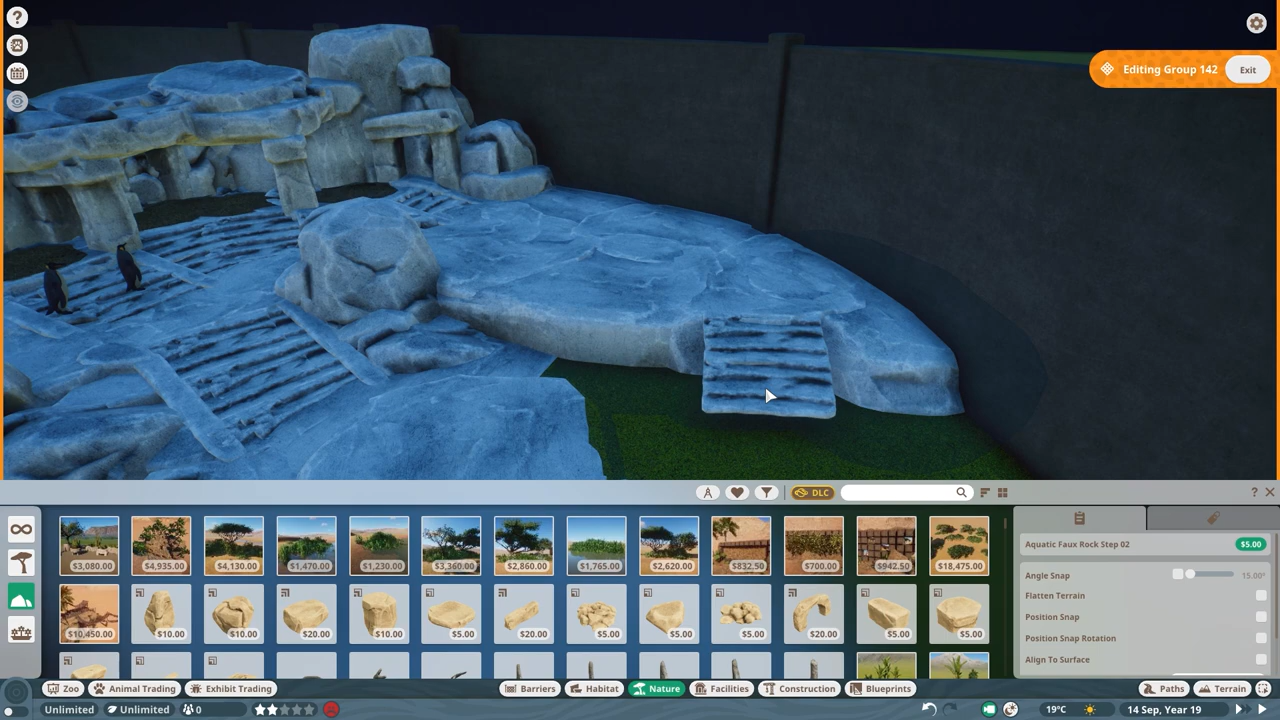 ?
Editing Group 142 Exit
DLC
? ×
$3,080.00 $4,935.00 $4,130.00 $1,470.00 $1,230.00 $3,360.00 $2,860.00 $1,765.00 $2,620.00 $832.50 $700.00 $942.50 $18,475.00
Aquatic Faux Rock Step 02 $5.00
Angle Snap 15.00°
Flatten Terrain
Position Snap
$10,450.00 $10.00 $10.00 $20.00 $10.00 $5.00 $20.00 $5.00 $5.00 $5.00 $20.00 $5.00 $5.00
Position Snap Rotation
Align To Surface
Zoo Animal Trading Exhibit Trading Barriers Habitat Nature Facilities Construction Blueprints Paths Terrain
Unlimited Unlimited 0 19°C 14 Sep, Year 19